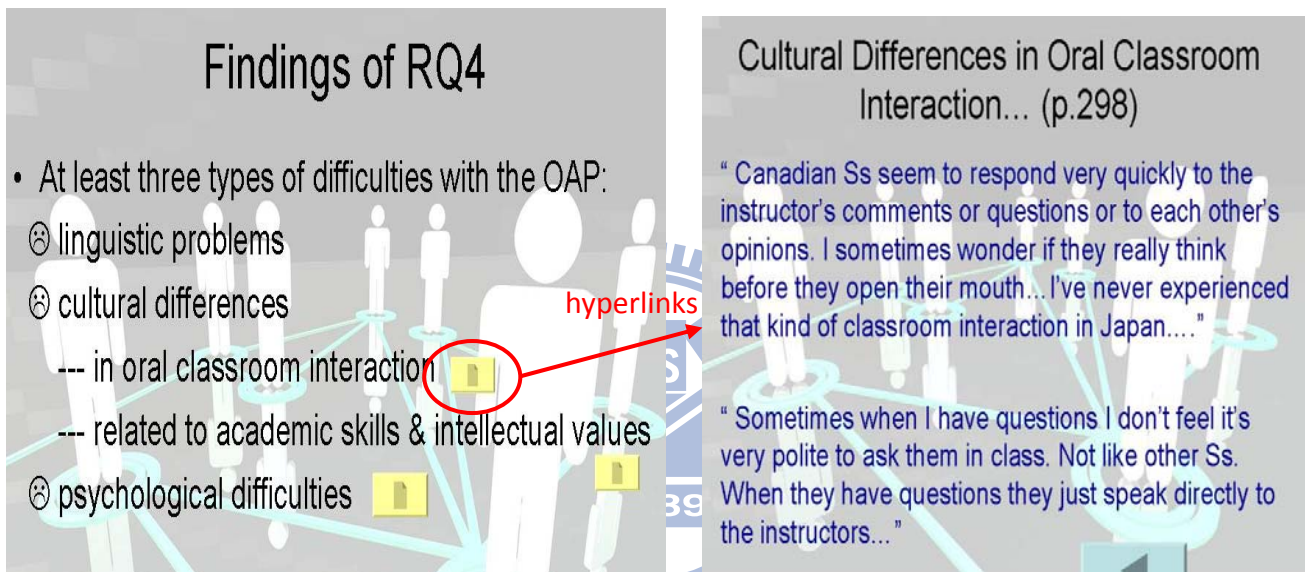 Findings of RQ4
• At least three types of difficulties with the OAP:
☹ linguistic problems
☹ cultural differences
--- in oral classroom interaction
--- related to academic skills & intellectual values
☹ psychological difficulties
hyperlinks
Cultural Differences in Oral Classroom
Interaction... (p.298)
“ Canadian Ss seem to respond very quickly to the
instructor’s comments or questions or to each other’s
opinions. I sometimes wonder if they really think
before they open their mouth... I’ve never experienced
that kind of classroom interaction in Japan....”
“ Sometimes when I have questions I don’t feel it’s
very polite to ask them in class. Not like other Ss.
When they have questions they just speak directly to
the instructors...”